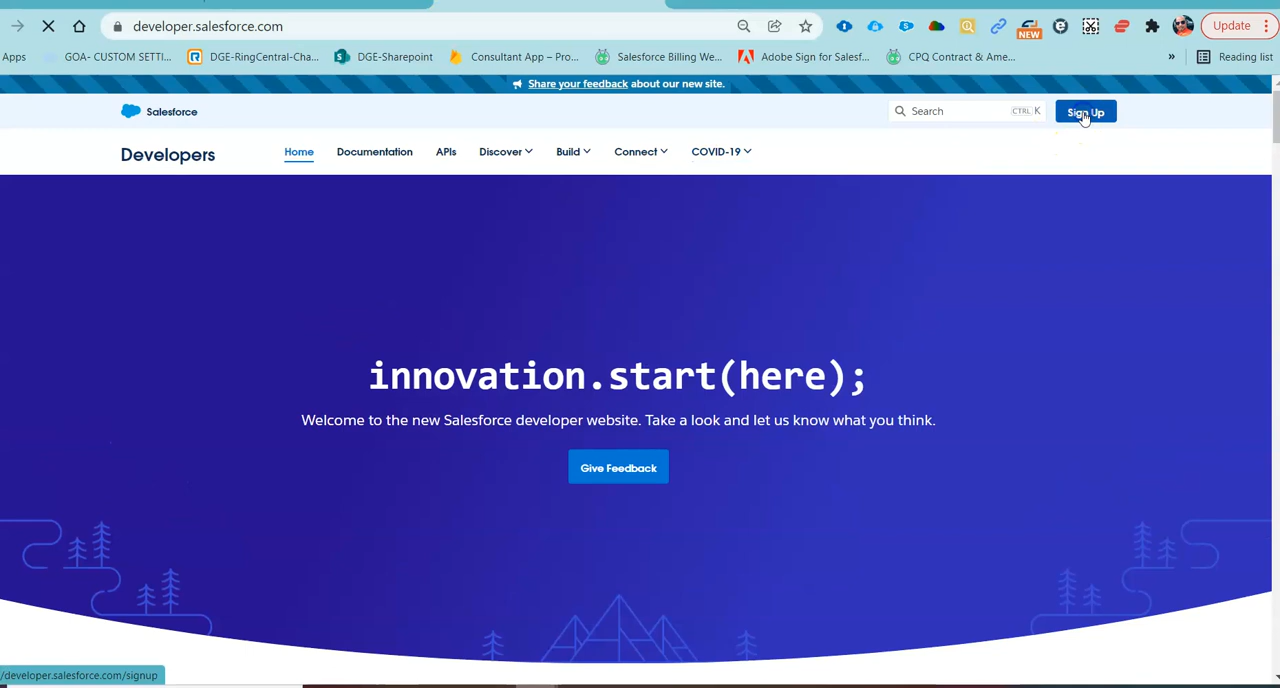 developer.salesforce.com
NEW
Update
Apps
GOA- CUSTOM SETTI...
DGE-RingCentral-Cha...
DGE-Sharepoint
Consultant App – Pro...
Salesforce Billing We...
Adobe Sign for Salesf...
CPQ Contract & Ame...
»
Reading list
Share your feedback about our new site.
Salesforce
Search
CTRL K
Sign Up
Developers
Home
Documentation
APIs
Discover
Build
Connect
COVID-19
innovation.start(here);
Welcome to the new Salesforce developer website. Take a look and let us know what you think.
Give Feedback
/developer.salesforce.com/signup